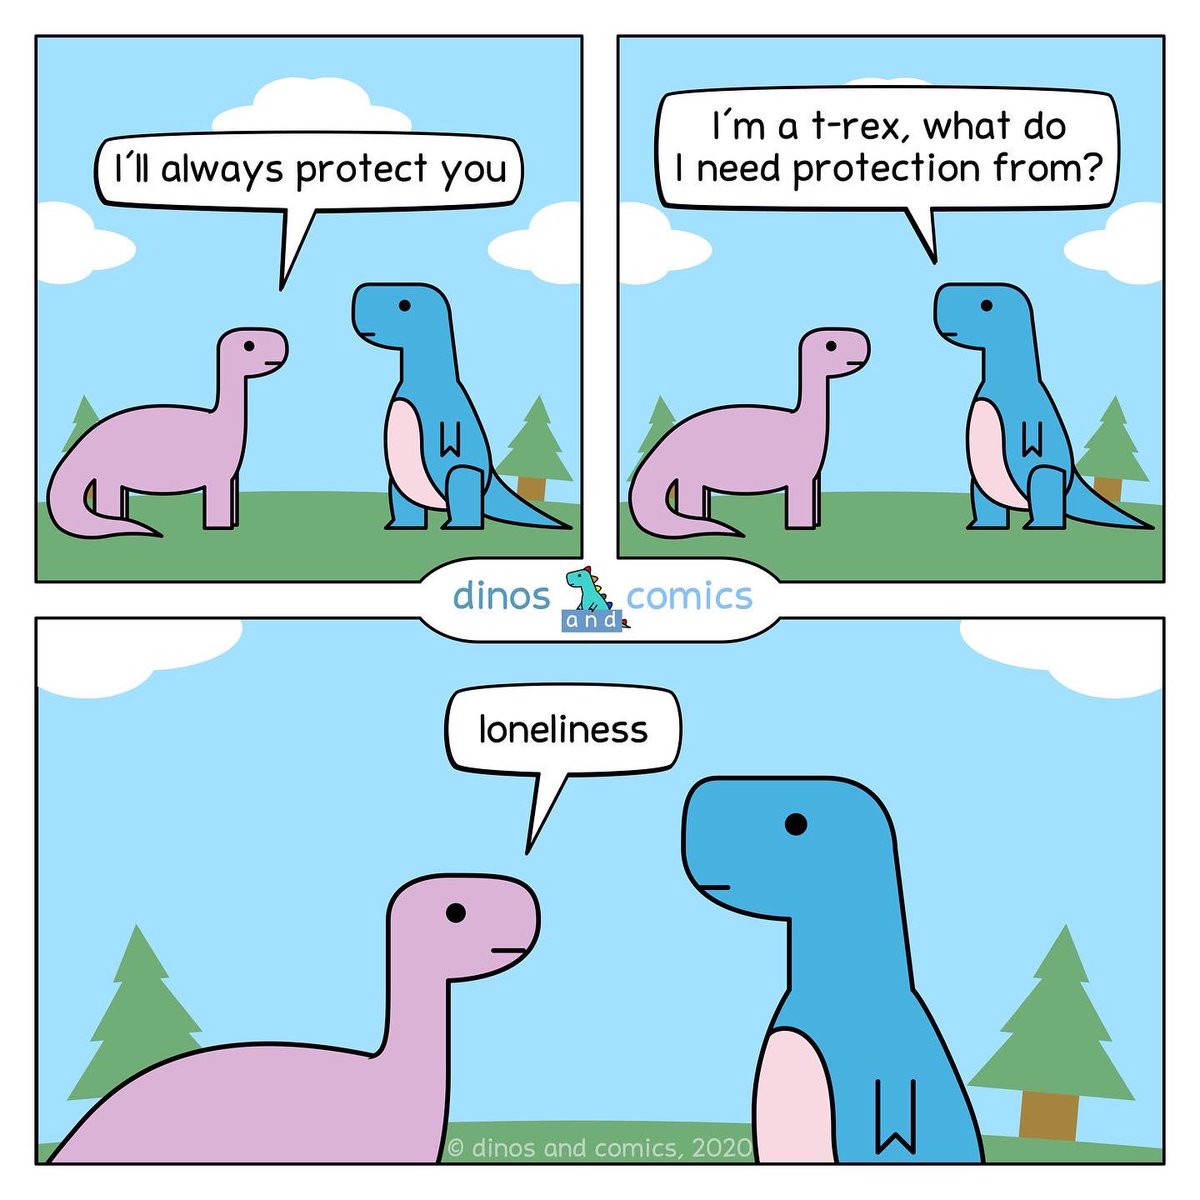 I´ll always protect you
I´m a t-rex, what do
I need protection from?
dinos and comics
loneliness
© dinos and comics, 2020